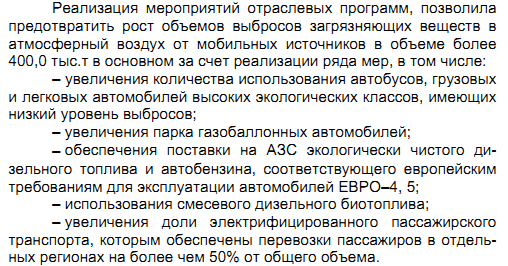 Реализация мероприятий отраслевых программ, позволила
предотвратить рост объемов выбросов загрязняющих веществ в
атмосферный воздух от мобильных источников в объеме более
400,0 тыс.т в основном за счет реализации ряда мер, в том числе:
– увеличения количества использования автобусов, грузовых
и легковых автомобилей высоких экологических классов, имеющих
низкий уровень выбросов;
– увеличения парка газобаллонных автомобилей;
– обеспечения поставки на АЗС экологически чистого ди-
зельного топлива и автобензина, соответствующего европейским
требованиям для эксплуатации автомобилей ЕВРО–4, 5;
– использования смесевого дизельного биотоплива;
– увеличения доли электрифицированного пассажирского
транспорта, которым обеспечены перевозки пассажиров в отдель-
ных регионах на более чем 50% от общего объема.